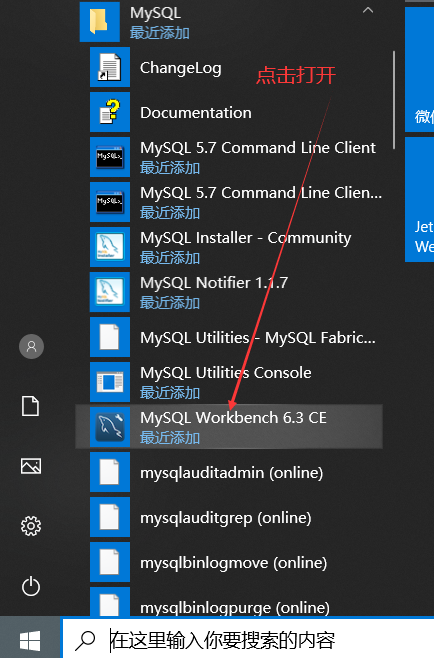 MySQL
最近添加
ChangeLog
点击打开
Documentation
微
MySQL 5.7 Command Line Client
最近添加
MySQL 5.7 Command Line Clien...
最近添加
Jet
We
MySQL Installer - Community
最近添加
MySQL Notifier 1.1.7
最近添加
MySQL Utilities - MySQL Fabric...
MySQL Utilities Console
最近添加
MySQL Workbench 6.3 CE
最近添加
mysqlauditadmin (online)
mysqlauditgrep (online)
mysqlbinlogmove (online)
mysqlbinlogpurge (online)
在这里输入你要搜索的内容